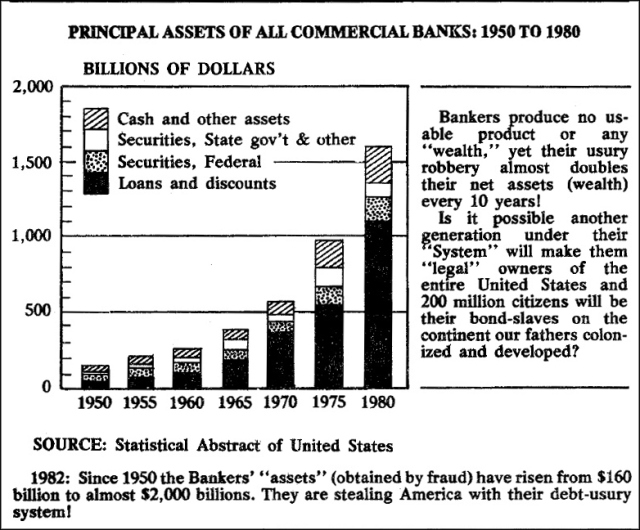 PRINCIPAL ASSETS OF ALL COMMERCIAL BANKS: 1950 TO 1980
BILLIONS OF DOLLARS
2,000
1,500
1,000
500
0
Cash and other assets
Securities, State gov't & other
Securities, Federal
Loans and discounts
1950 1955 1960 1965 1970 1975 1980
Bankers produce no us-
able product or any
"wealth," yet their usury
robbery almost doubles
their net assets (wealth)
every 10 years!
Is it possible another
generation under their
"System" will make them
"legal" owners of the
entire United States and
200 million citizens will be
their bond-slaves on the
continent our fathers colon-
ized and developed?
SOURCE: Statistical Abstract of United States
1982: Since 1950 the Bankers' "assets" (obtained by fraud) have risen from $160
billion to almost $2,000 billions. They are stealing America with their debt-usury
system!